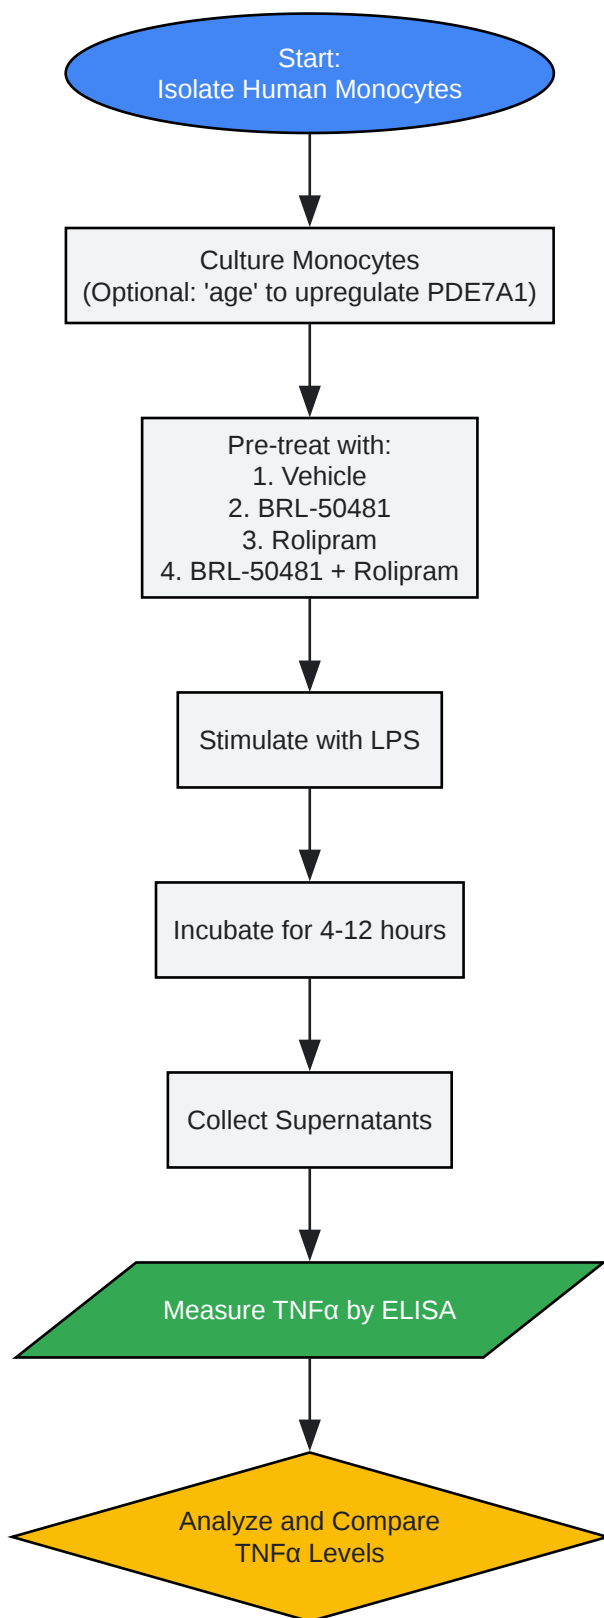 Start:
Isolate Human Monocytes
Culture Monocytes
(Optional: 'age' to upregulate PDE7A1)
Pre-treat with:
1. Vehicle
2. BRL-50481
3. Rolipram
4. BRL-50481 + Rolipram
Stimulate with LPS
Incubate for 4-12 hours
Collect Supernatants
Measure TNFα by ELISA
Analyze and Compare
TNFα Levels